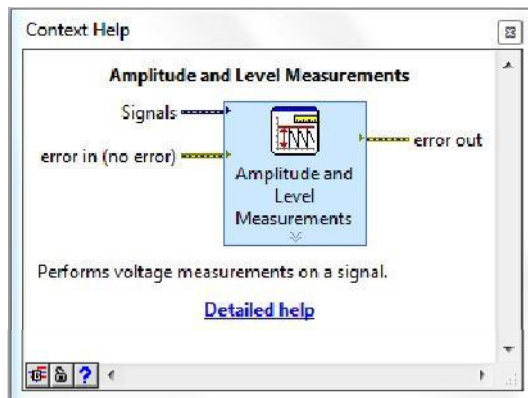 Context Help
Amplitude and Level Measurements
Signals
error in (no error)
error out
Amplitude and
Level
Measurements
Performs voltage measurements on a signal.
Detailed help
?